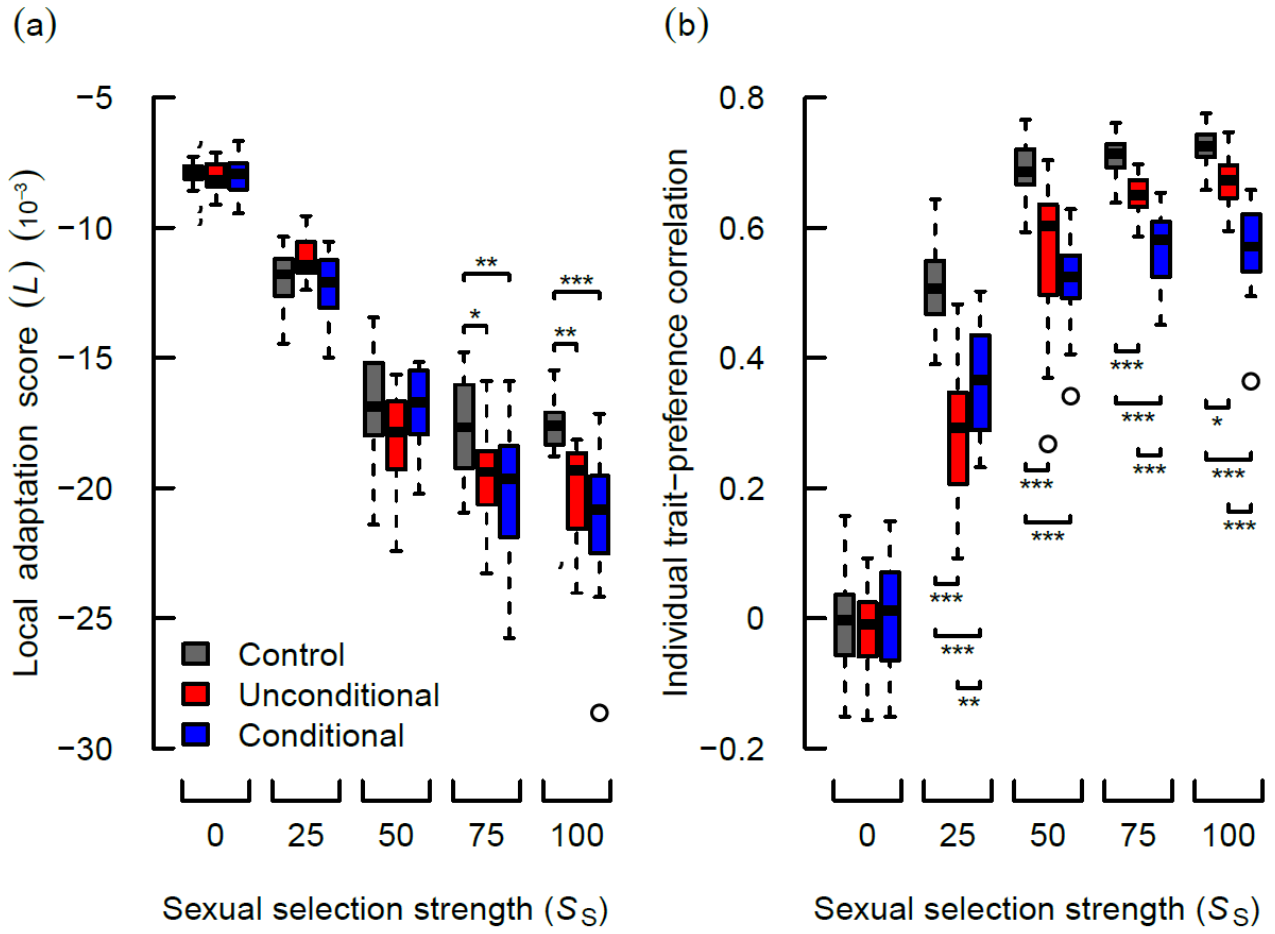 (a)
Local adaptation score (L) (10⁻³)
−5
−10
−15
−20
−25
−30
**
*
***
**
Control
Unconditional
Conditional
0 25 50 75 100
Sexual selection strength (S_S)
(b)
Individual trait−preference correlation
0.8
0.6
0.4
0.2
0
−0.2
***
***
**
***
***
***
***
***
*
***
***
0 25 50 75 100
Sexual selection strength (S_S)